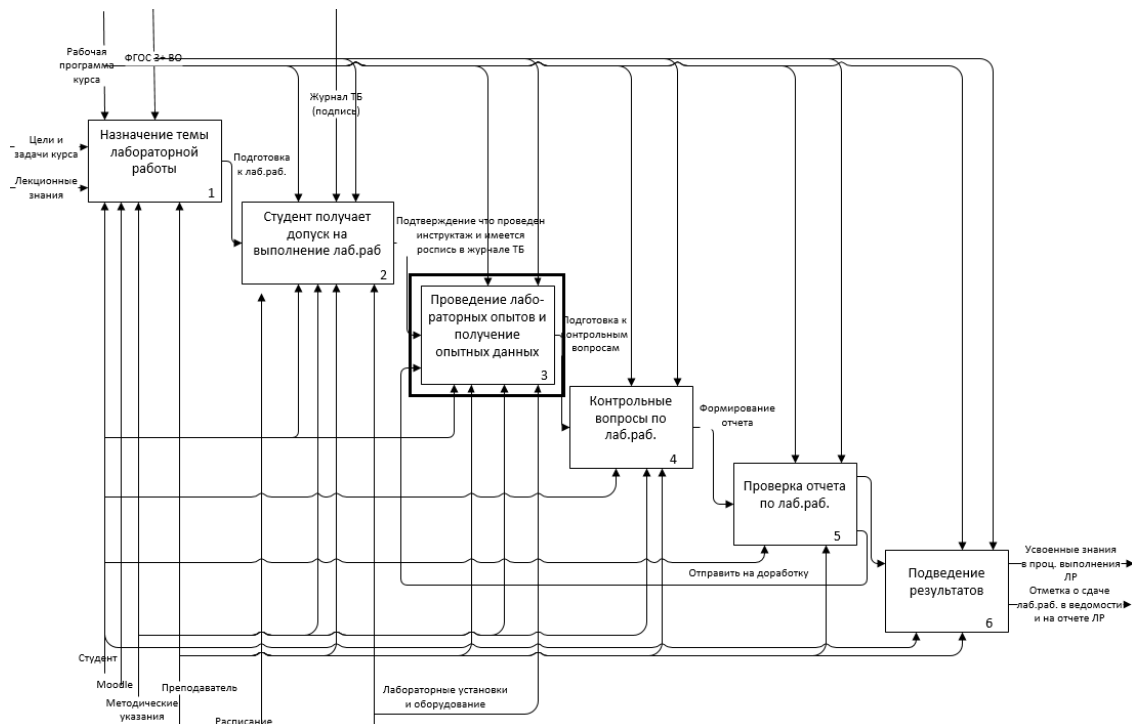 Рабочая
программа
курса
ФГОС 3+ ВО
Журнал ТБ
(подпись)
Цели и
задачи курса
Лекционные
знания
Назначение темы
лабораторной
работы
1
Подготовка
к лаб.раб.
Студент получает
допуск на
выполнение лаб.раб
2
Подтверждение что проведен
инструктаж и имеется
роспись в журнале ТБ
Проведение лабо-
раторных опытов и
получение
опытных данных
3
Подготовка к
контрольным
вопросам
Контрольные
вопросы по
лаб.раб.
4
Формирование
отчета
Проверка отчета
по лаб.раб.
5
Отправить на доработку
Подведение
результатов
6
Усвоенные знания
в проц. выполнения
ЛР
Отметка о сдаче
лаб.раб. в ведомости
и на отчете ЛР
Студент
Moodle
Методические
указания
Преподаватель
Расписание
Лабораторные установки
и оборудование